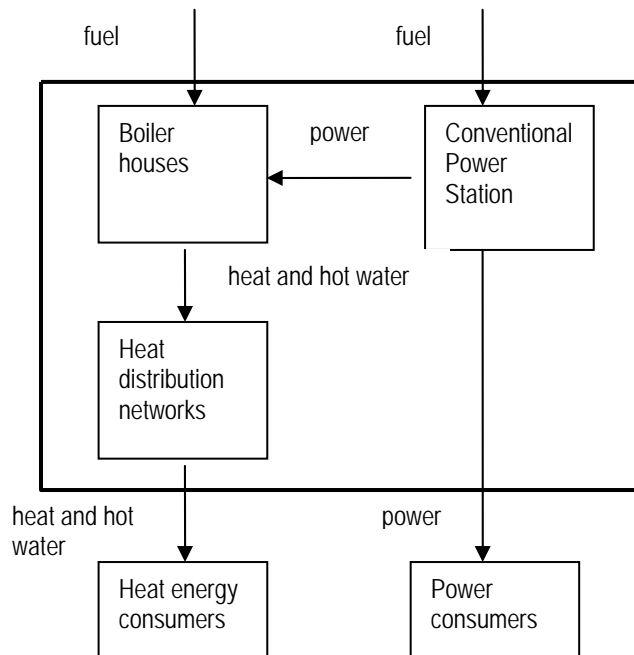 fuel
fuel
Boiler
houses
power
Conventional
Power
Station
heat and hot water
Heat
distribution
networks
heat and hot
water
power
Heat energy
consumers
Power
consumers